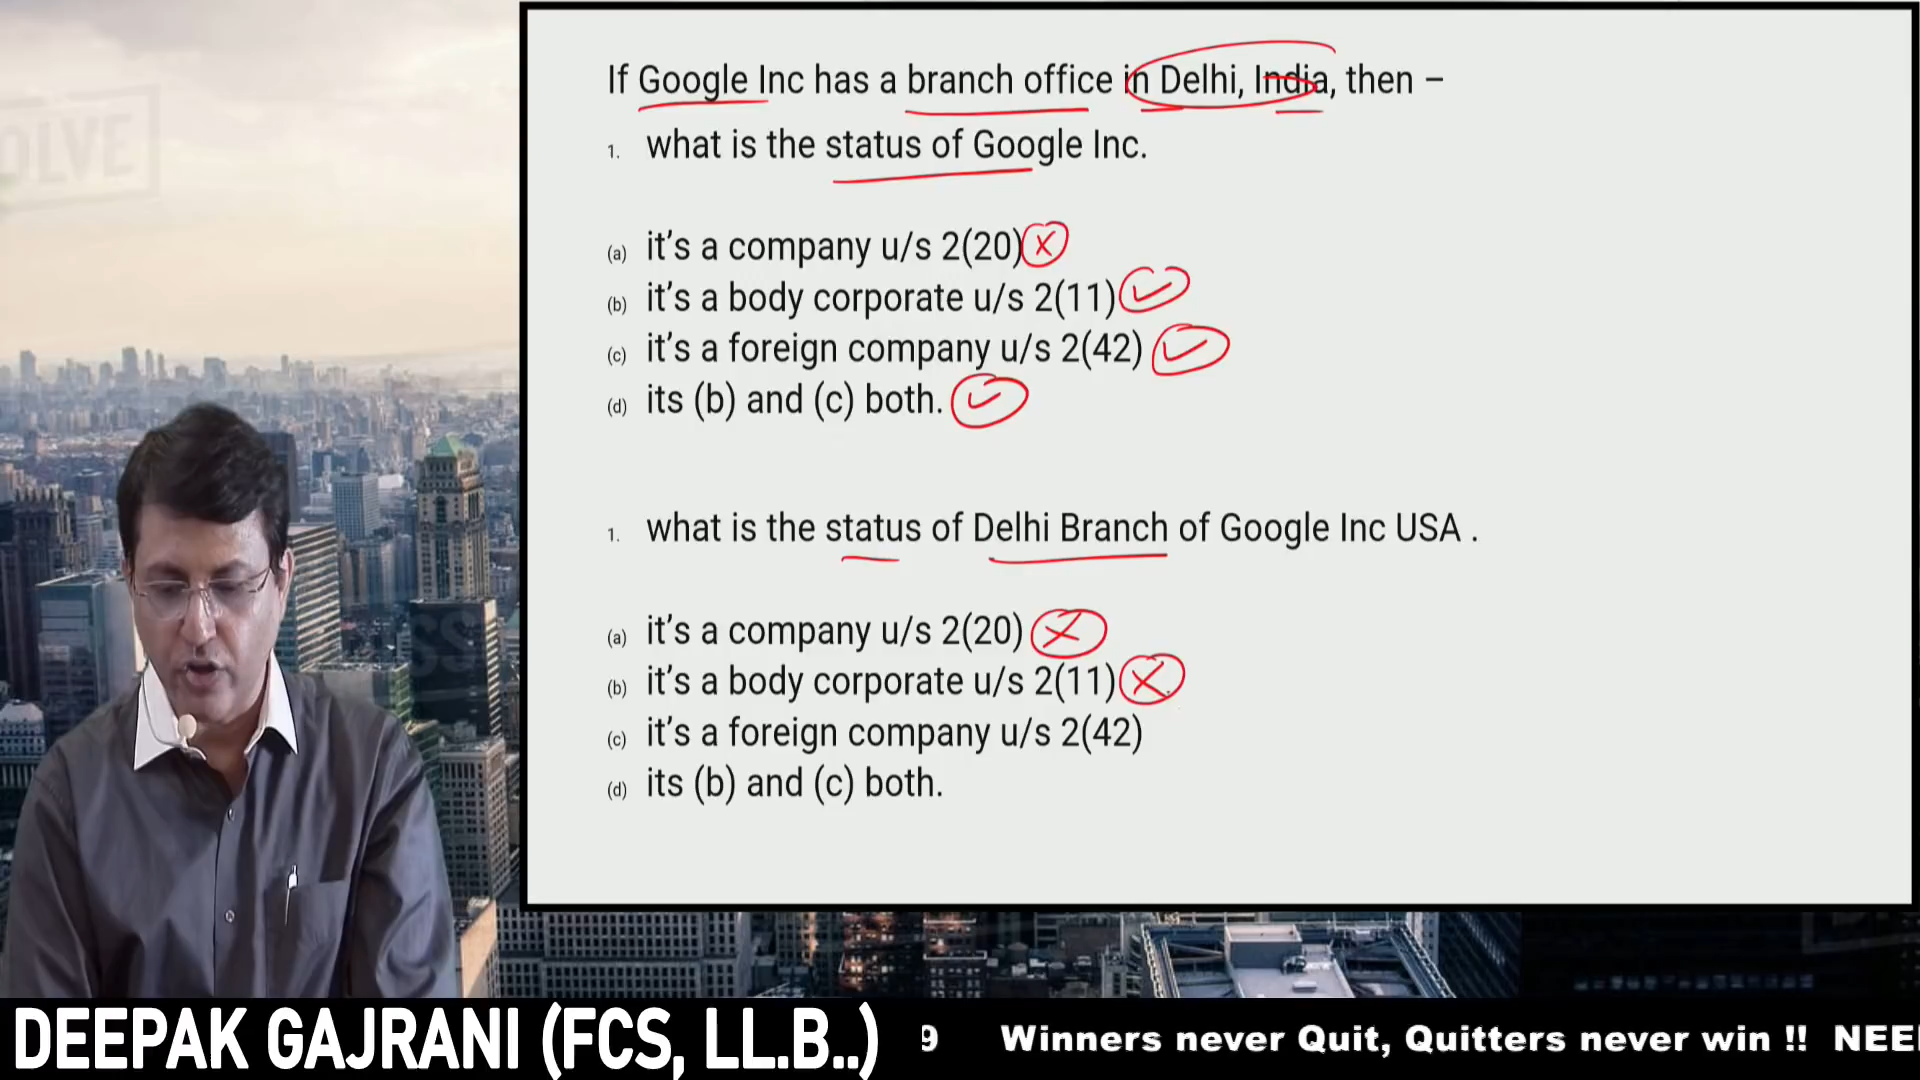 OLVE
If Google Inc has a branch office in Delhi, India, then –
1. what is the status of Google Inc.
(a) it’s a company u/s 2(20)
(b) it’s a body corporate u/s 2(11)
(c) it’s a foreign company u/s 2(42)
(d) its (b) and (c) both.
1. what is the status of Delhi Branch of Google Inc USA .
(a) it’s a company u/s 2(20)
(b) it’s a body corporate u/s 2(11)
(c) it’s a foreign company u/s 2(42)
(d) its (b) and (c) both.
DEEPAK GAJRANI (FCS, LL.B..)
9 Winners never Quit, Quitters never win !! NEE